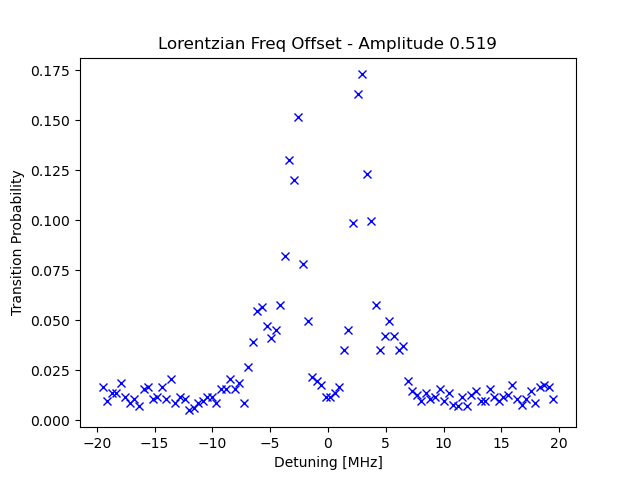 Lorentzian Freq Offset - Amplitude 0.519
0.175
0.150
0.125
0.100
0.075
0.050
0.025
0.000
Transition Probability
−20 −15 −10 −5 0 5 10 15 20
Detuning [MHz]